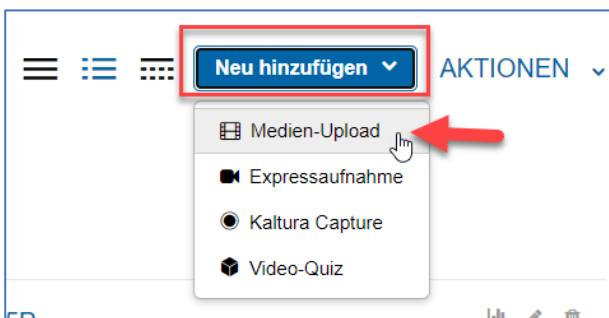 Neu hinzufügen AKTIONEN
Medien-Upload
Expressaufnahme
Kaltura Capture
Video-Quiz